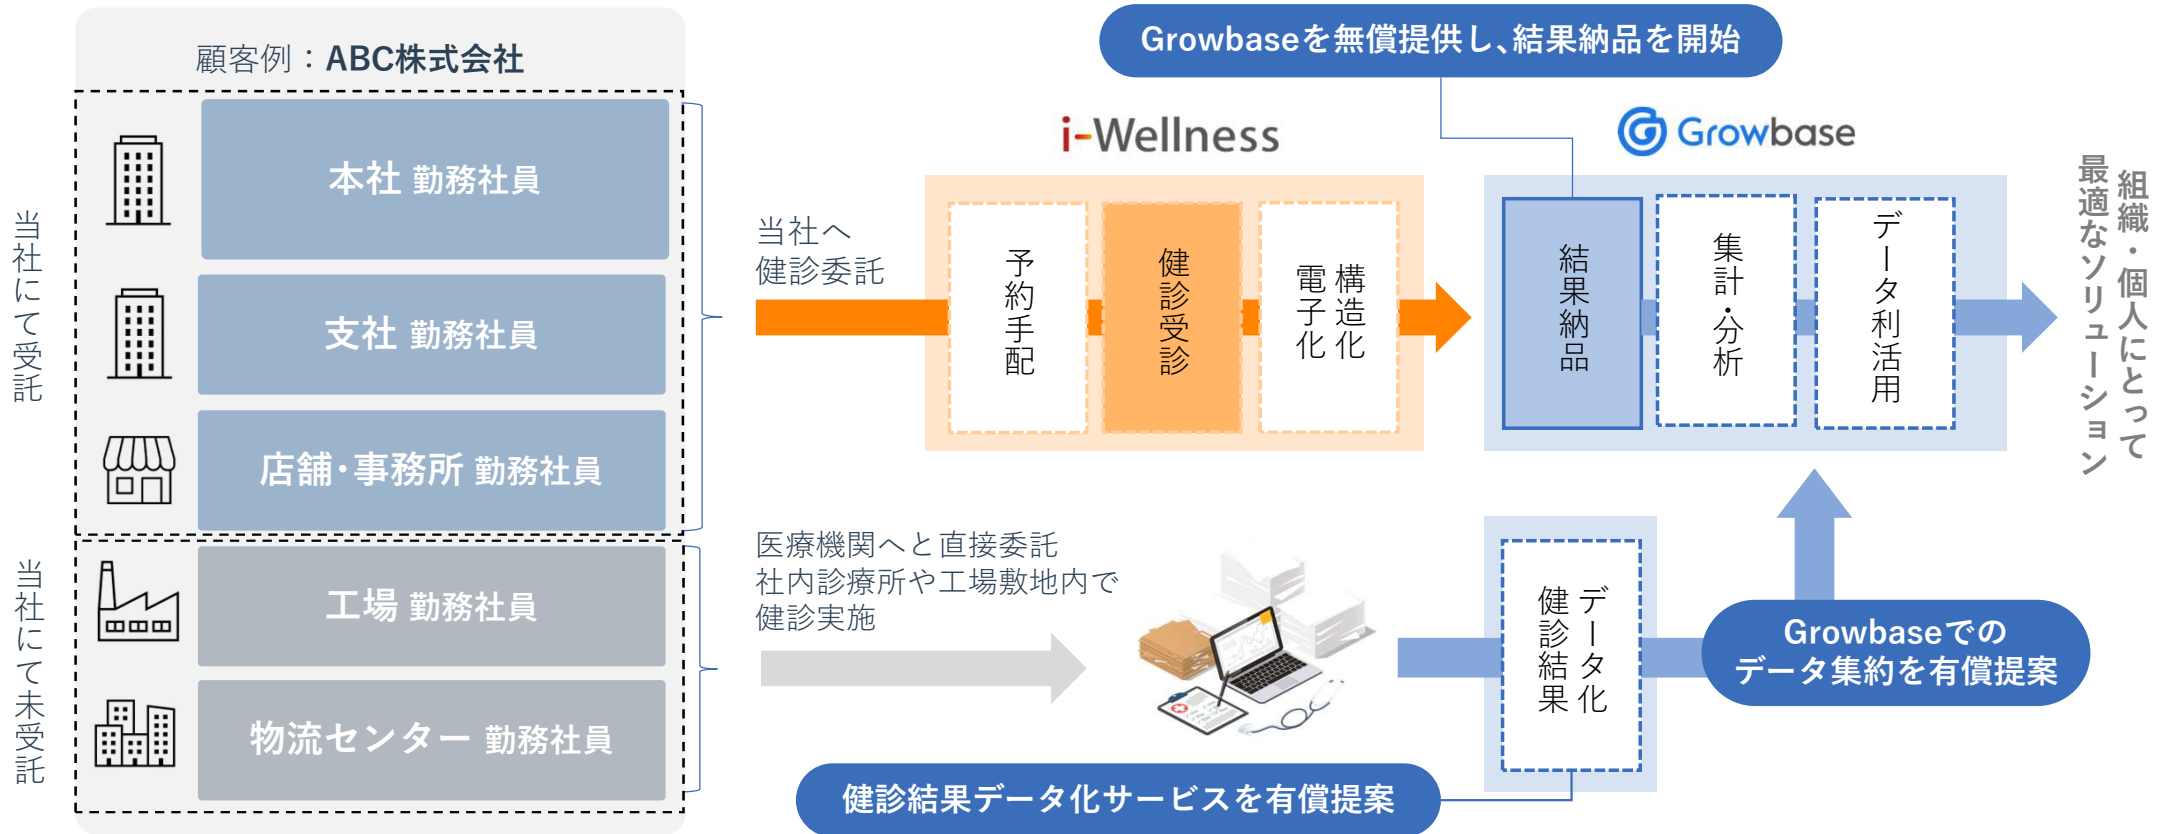 顧客例：ABC株式会社
当社にて受託
本社 勤務社員
支社 勤務社員
店舗・事務所 勤務社員
当社にて未受託
工場 勤務社員
物流センター 勤務社員
当社へ
健診委託
i-Wellness
予約手配
健診受診
構造化
電子化
Growbaseを無償提供し、結果納品を開始
Growbase
結果納品
集計・分析
データ利活用
組織・個人にとって
最適なソリューション
医療機関へと直接委託
社内診療所や工場敷地内で
健診実施
データ化
健診結果
Growbaseでの
データ集約を有償提案
健診結果データ化サービスを有償提案